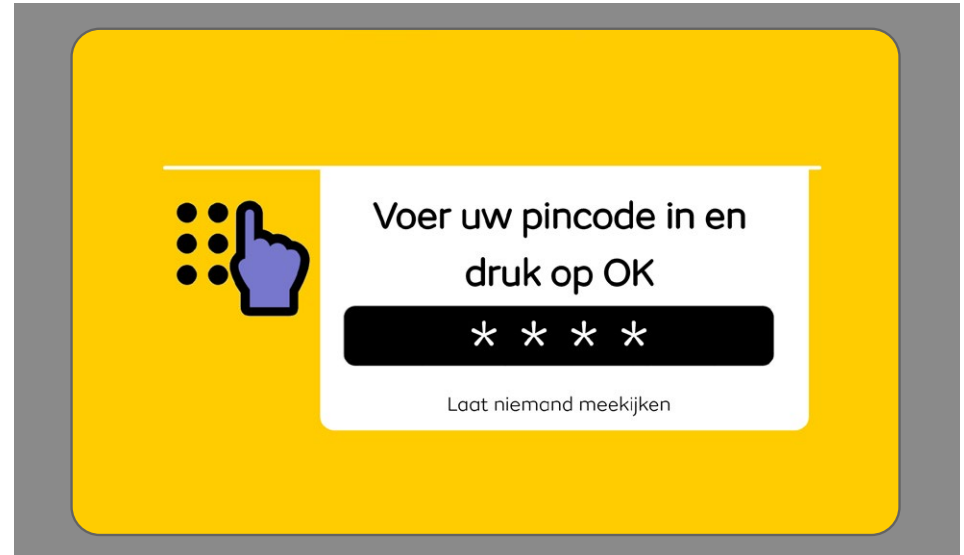 Voer uw pincode in en
druk op OK
* * * *
Laat niemand meekijken